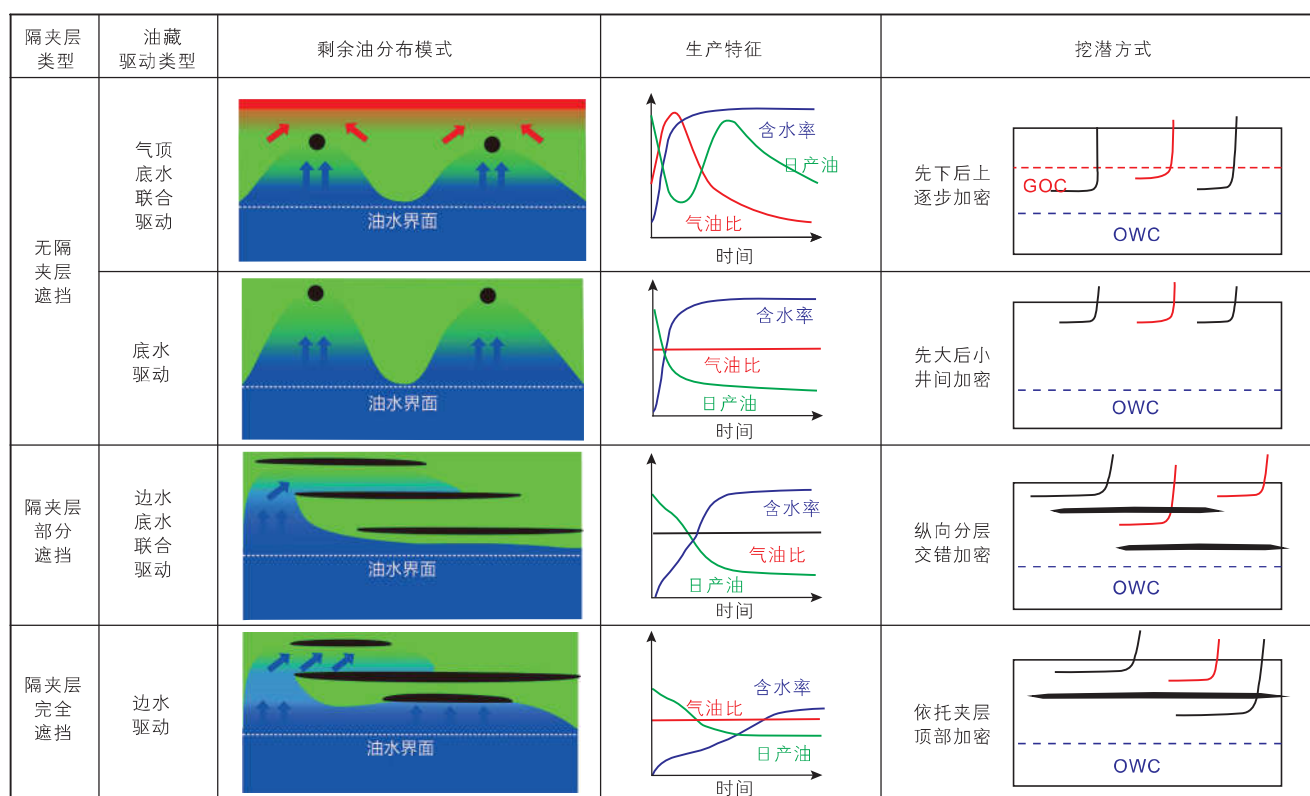 隔夹层
类型
油藏
驱动类型
剩余油分布模式
生产特征
挖潜方式
无隔
夹层
遮挡
气顶
底水
联合
驱动
油水界面
含水率
日产油
气油比
时间
先下后上
逐步加密
GOC
OWC
底水
驱动
油水界面
含水率
气油比
日产油
时间
先大后小
井间加密
OWC
隔夹层
部分
遮挡
边水
底水
联合
驱动
油水界面
含水率
气油比
日产油
时间
纵向分层
交错加密
OWC
隔夹层
完全
遮挡
边水
驱动
油水界面
含水率
气油比
日产油
时间
依托夹层
顶部加密
OWC